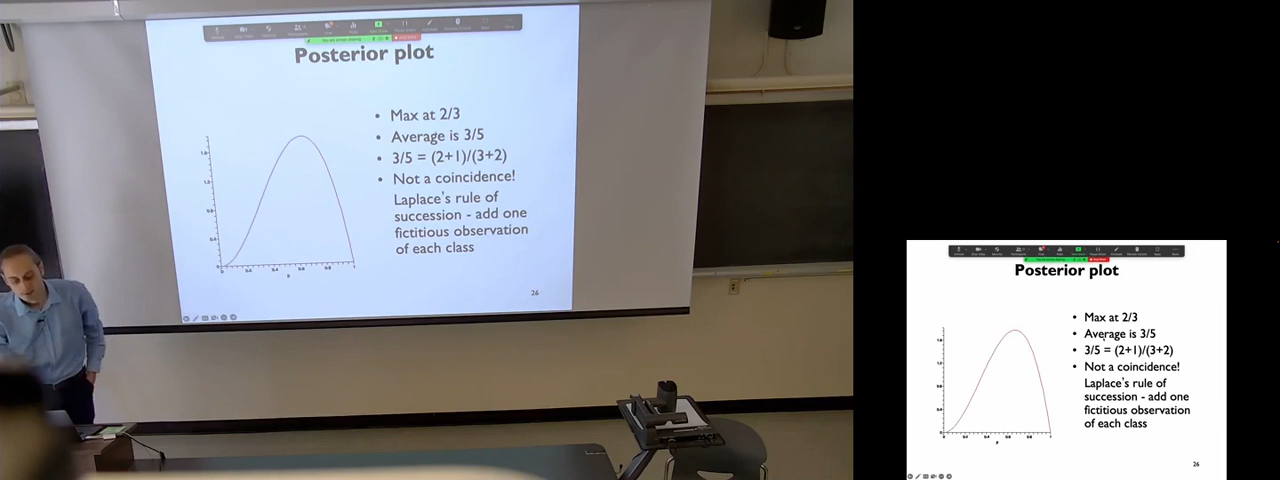 Posterior plot
• Max at 2/3
• Average is 3/5
• 3/5 = (2+1)/(3+2)
• Not a coincidence!
Laplace's rule of
succession - add one
fictitious observation
of each class
26
Posterior plot
• Max at 2/3
• Average is 3/5
• 3/5 = (2+1)/(3+2)
• Not a coincidence!
Laplace's rule of
succession - add one
fictitious observation
of each class
26